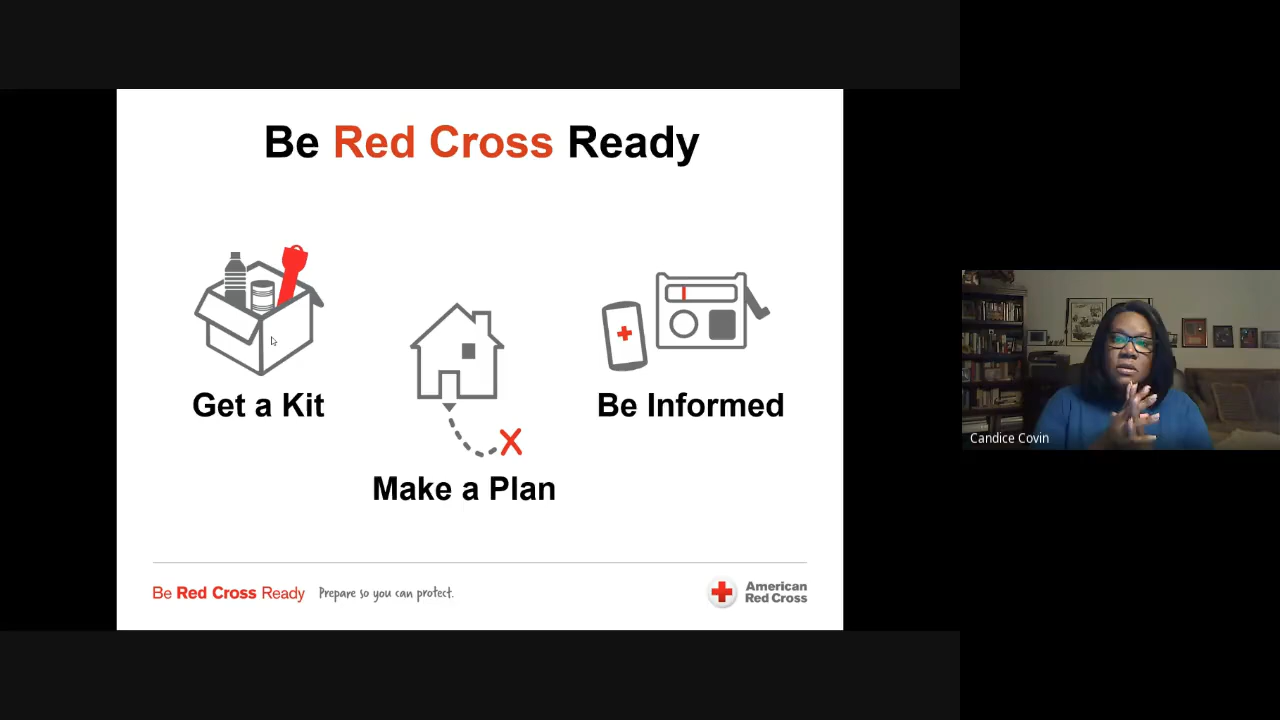 Be Red Cross Ready
Get a Kit
Make a Plan
Be Informed
Be Red Cross Ready Prepare so you can protect.
American
Red Cross
Candice Covin